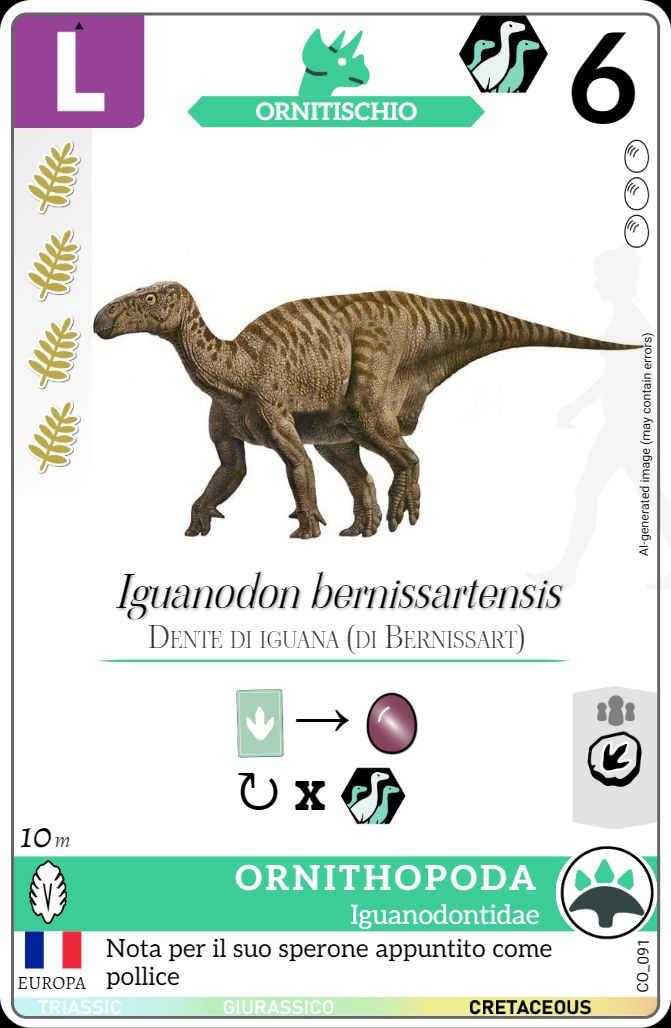 L
6
ORNITISCHIO
AI-generated image (may contain errors)
Iguanodon bernissartensis
Dente di iguana (di Bernissart)
x
10 m
ORNITHOPODA
Iguanodontidae
EUROPA
Nota per il suo sperone appuntito come
pollice
CO_091
TRIASSIC GIURASSICO CRETACEOUS